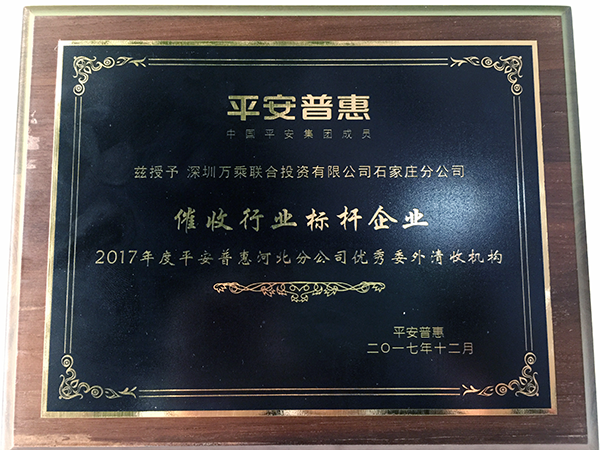 平安普惠
中国平安集团成员
兹授予 深圳万乘联合投资有限公司石家庄分公司
催收行业标杆企业
2017年度平安普惠河北分公司优秀委外清收机构
平安普惠
二〇一七年十二月